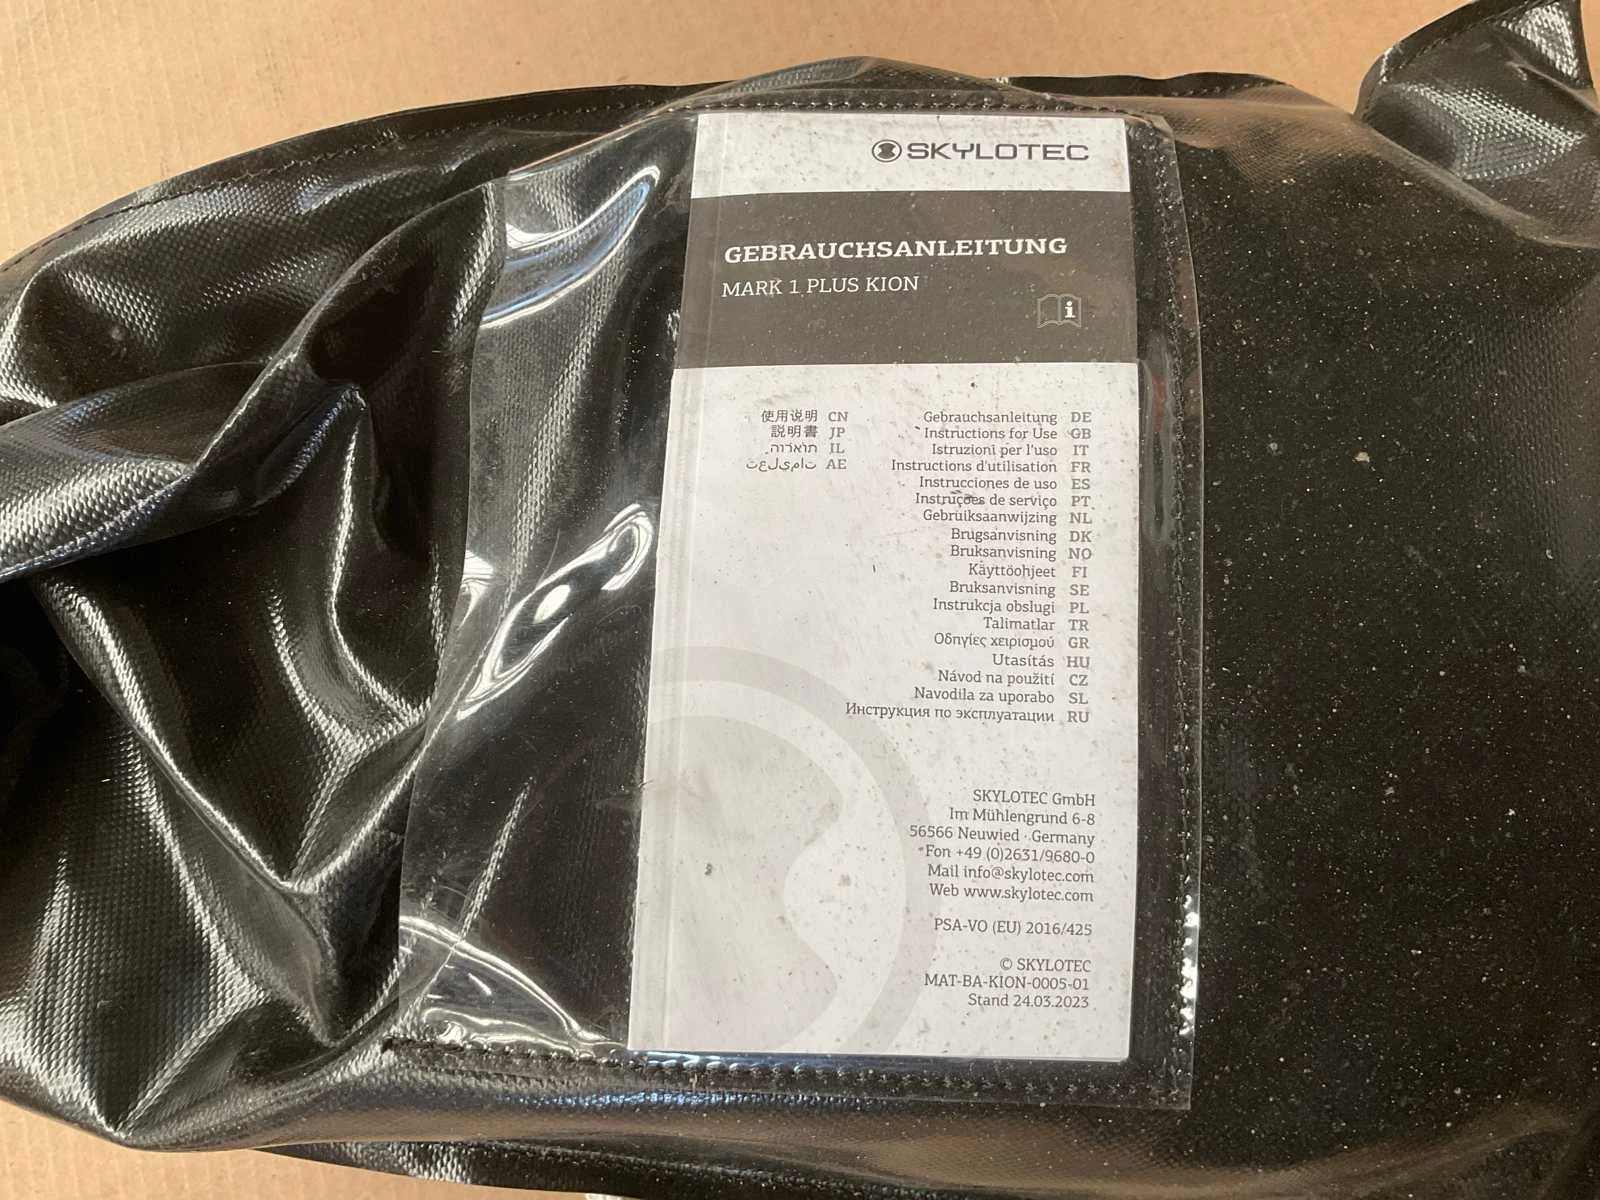 SKYLOTEC
GEBRAUCHSANLEITUNG
MARK 1 PLUS KION
i
使用说明 CN
説明書 JP
הוראות. IL
تعليمات AE
Gebrauchsanleitung DE
Instructions for Use GB
Istruzioni per l'uso IT
Instructions d'utilisation FR
Instrucciones de uso ES
Instruções de serviço PT
Gebruiksaanwijzing NL
Brugsanvisning DK
Bruksanvisning NO
Käyttöohjeet FI
Bruksanvisning SE
Instrukcja obslugi PL
Talimatlar TR
Οδηγίες χειρισμού GR
Utasítás HU
Návod na použití CZ
Navodila za uporabo SL
Инструкция по эксплуатации RU
SKYLOTEC GmbH
Im Mühlengrund 6-8
56566 Neuwied · Germany
Fon +49 (0)2631/9680-0
Mail info@skylotec.com
Web www.skylotec.com
PSA-VO (EU) 2016/425
© SKYLOTEC
MAT-BA-KION-0005-01
Stand 24.03.2023